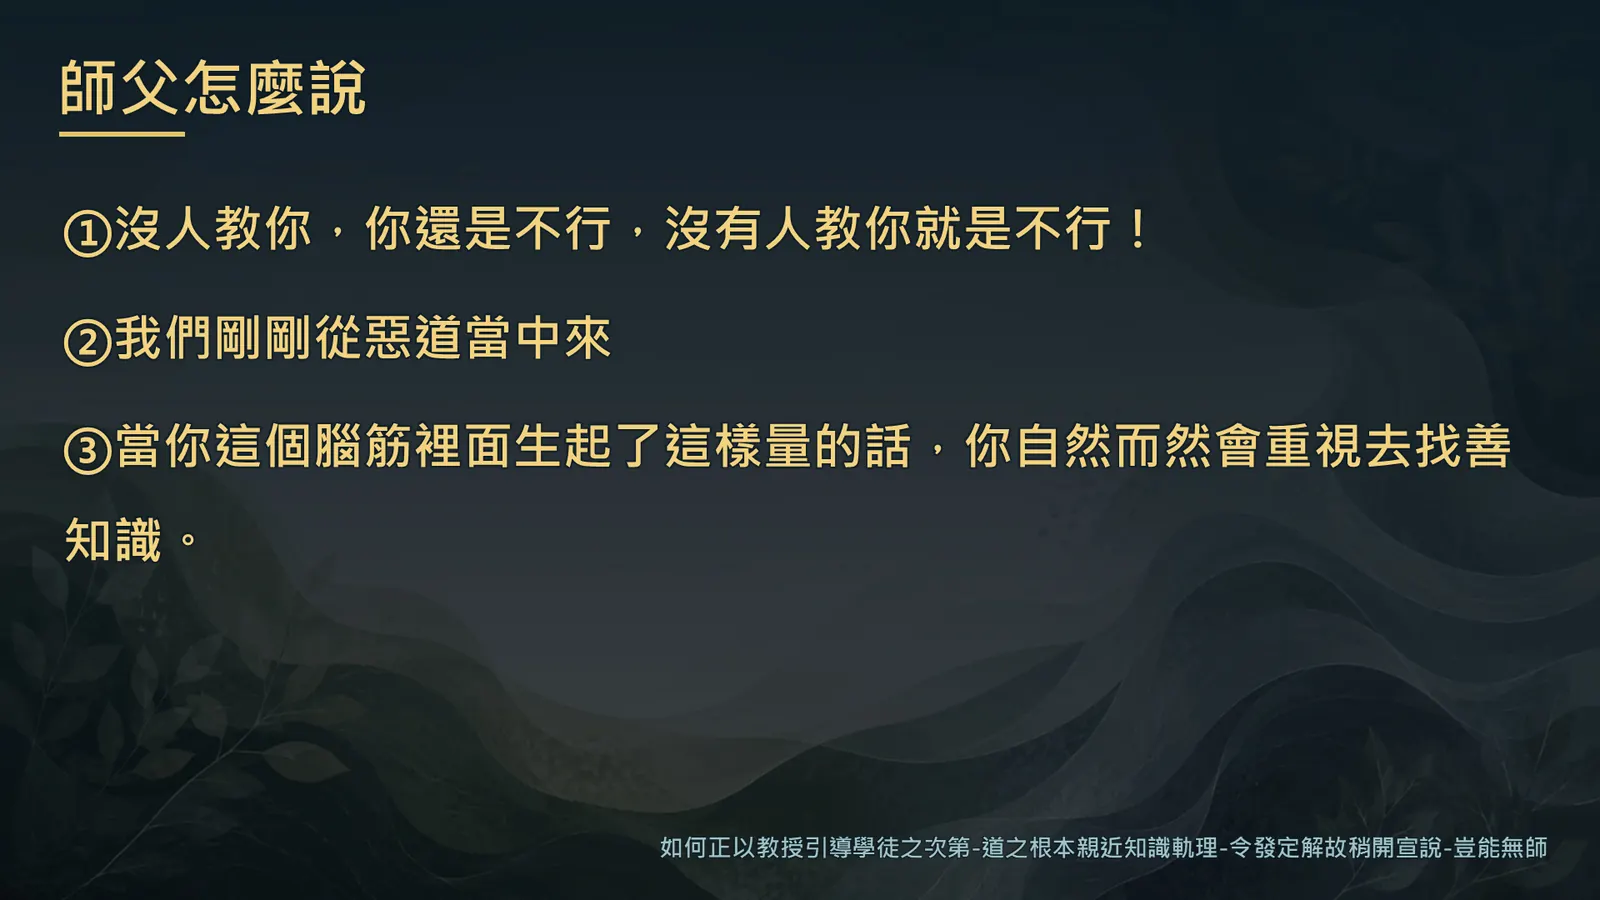 師父怎麼說
①沒人教你，你還是不行，沒有人教你就是不行！
②我們剛剛從惡道當中來
③當你這個腦筋裡面生起了這樣量的話，你自然而然會重視去找善
知識。
如何正以教授引導學徒之次第-道之根本親近知識軌理-令發定解故稍開宣說-豈能無師